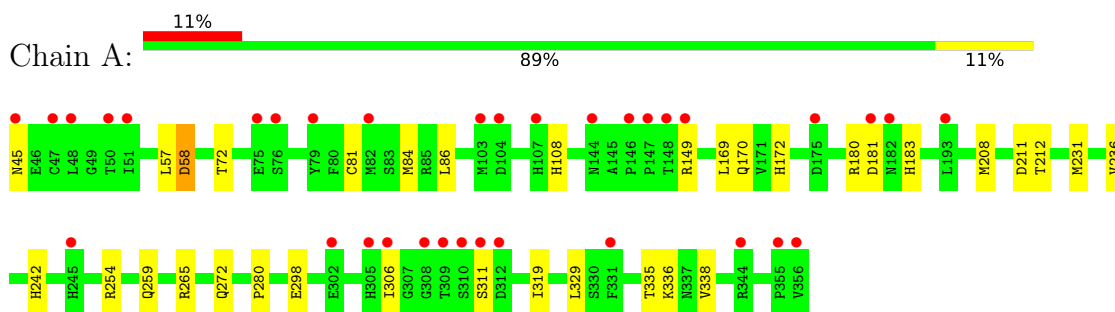 11%
Chain A:
89% 11%
N45 E46 C47 L48 G49 T50 I51 L57 D58 T72 E75 S76 Y79 F80 C81 M82 S83 M84 R85 L86 M103 D104 H107 H108 N144 A145 P146 P147 T148 R149 L169 Q170 V171 H172 D175 R180 D181 N182 H183 L193 M208 D211 T212 M231
H242 H245 R254 Q259 R265 Q272 P280 E298 E302 H305 I306 G307 G308 T309 S310 S311 D312 I319 L329 S330 F331 T335 K336 N337 V338 R344 P355 V356